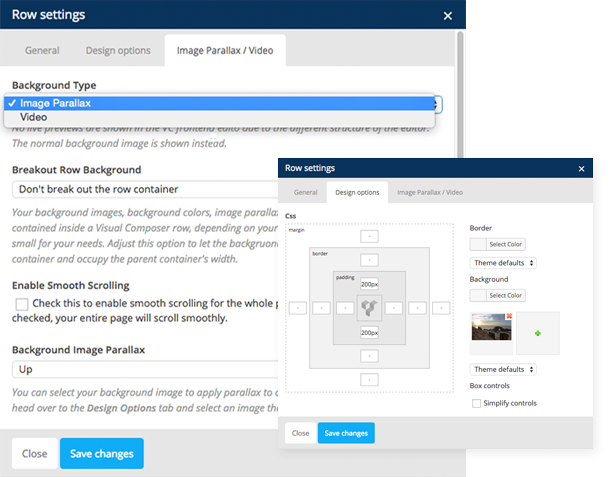 Row settings
×
General
Design options
Image Parallax / Video
Background Type
✓ Image Parallax
Video
No live previews are shown in the VC frontend edito due to the different structure of the editor.
The normal background image is shown instead.
Breakout Row Background
Don't break out the row container
Your background images, background colors, image paralla
contained inside a Visual Composer row, depending on your
small for your needs. Adjust this option to let the backgroun
container and occupy the parent container's width.
Enable Smooth Scrolling
Check this to enable smooth scrolling for the whole p
checked, your entire page will scroll smoothly.
Background Image Parallax
Up
You can select your background image to apply parallax to o
head over to the Design Options tab and select an image the
Close
Save changes
Row settings
×
General
Design options
Image Parallax / Video
Css
margin
-
border
-
padding
200px
- - - - - -
200px
-
-
Border
Select Color
Theme defaults
Background
Select Color
Theme defaults
Box controls
Simplify controls
Close
Save changes